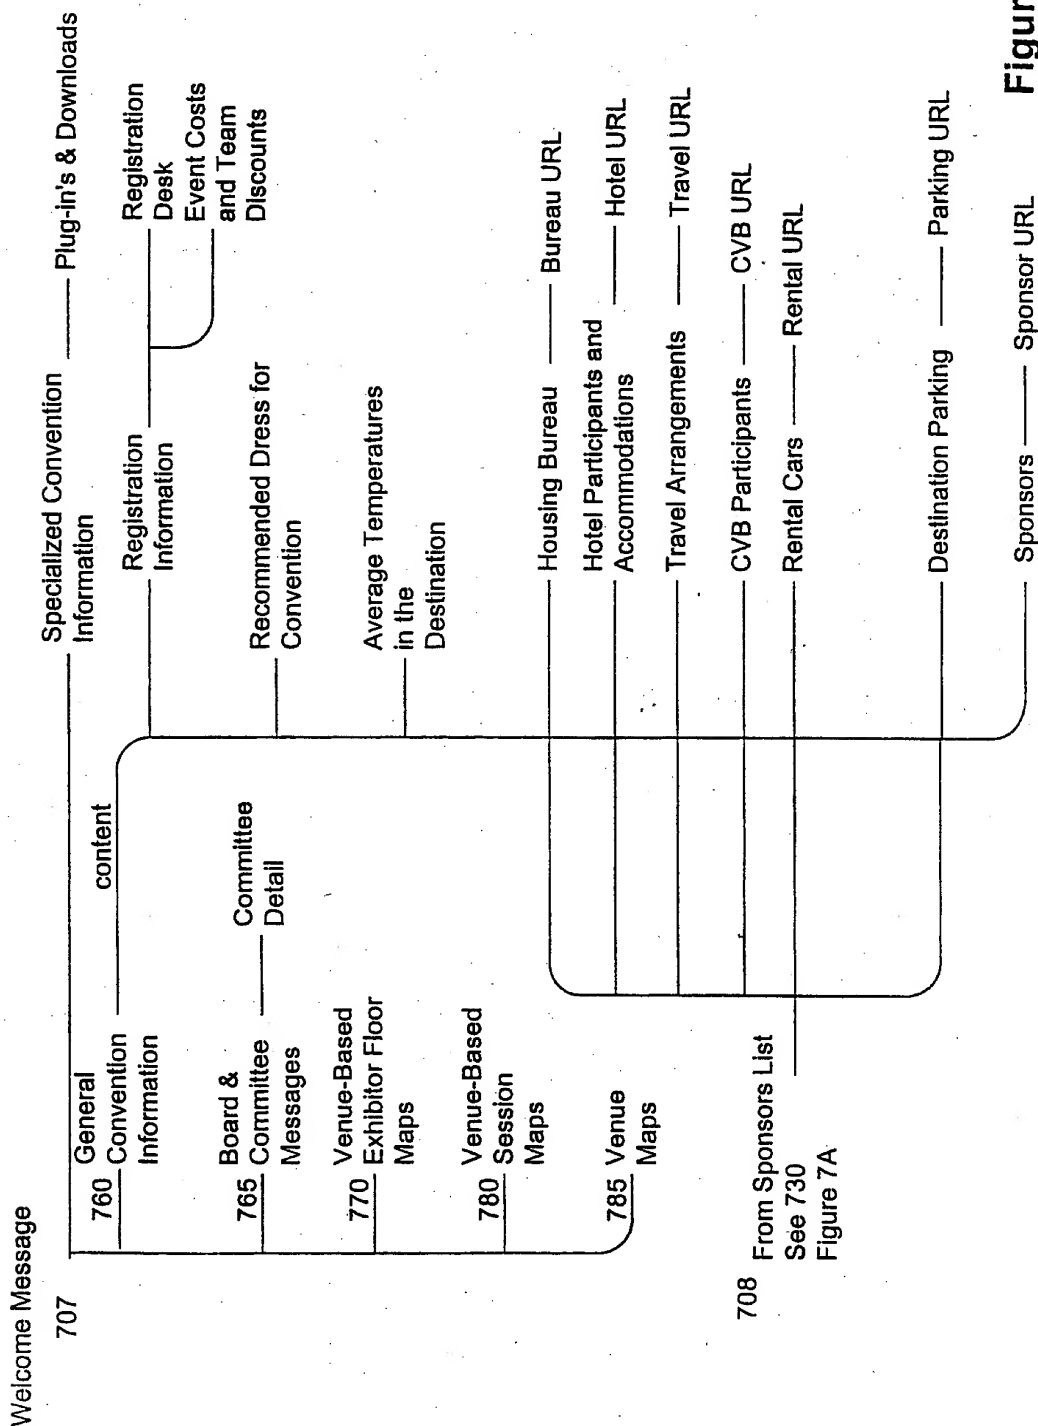 Welcome Message
707
Specialized Convention
Information
Plug-in's & Downloads
General
760 Convention
Information
content
Registration
Information
Registration
Desk
Event Costs
and Team
Discounts
Recommended Dress for
Convention
Average Temperatures
in the
Destination
Board &
765 Committee
Messages
Committee
Detail
Venue-Based
770 Exhibitor Floor
Maps
Venue-Based
780 Session
Maps
785 Venue
Maps
708
From Sponsors List
See 730
Figure 7A
Housing Bureau
Bureau URL
Hotel Participants and
Accommodations
Hotel URL
Travel Arrangements
Travel URL
CVB Participants
CVB URL
Rental Cars
Rental URL
Destination Parking
Parking URL
Sponsors
Sponsor URL
Figur